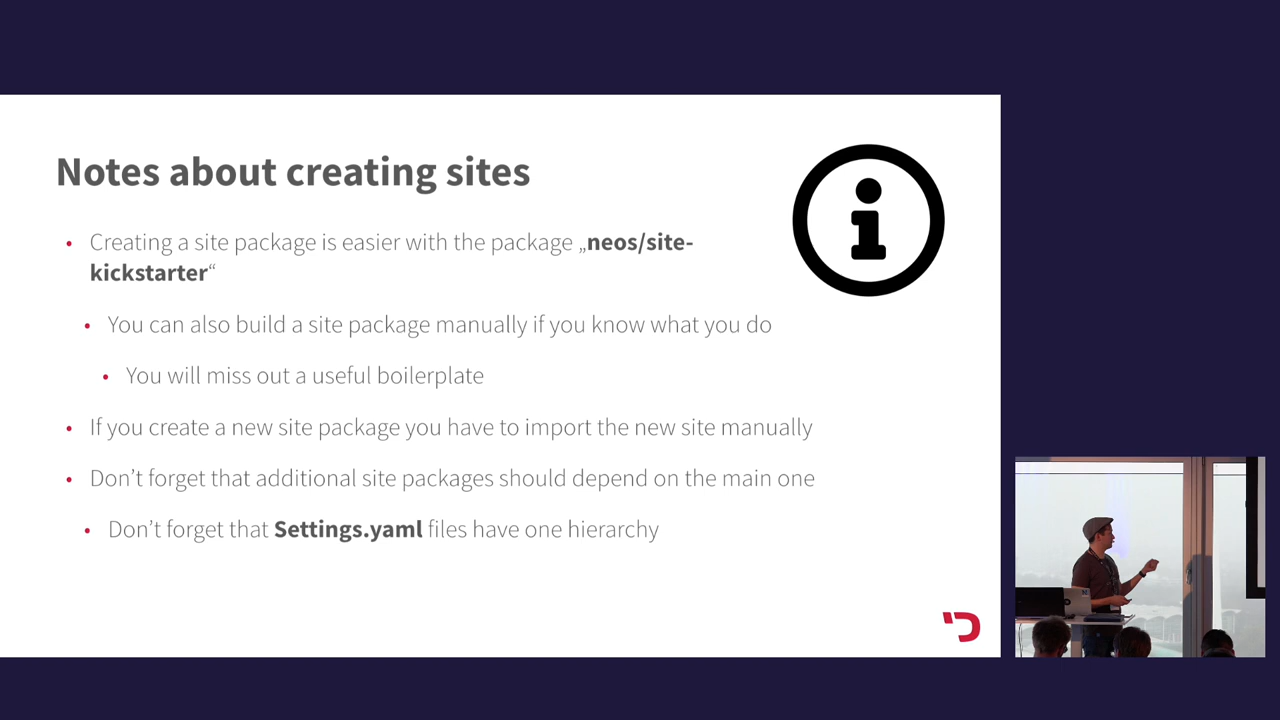 Notes about creating sites
• Creating a site package is easier with the package „neos/site-
kickstarter“
• You can also build a site package manually if you know what you do
• You will miss out a useful boilerplate
• If you create a new site package you have to import the new site manually
• Don’t forget that additional site packages should depend on the main one
• Don’t forget that Settings.yaml files have one hierarchy